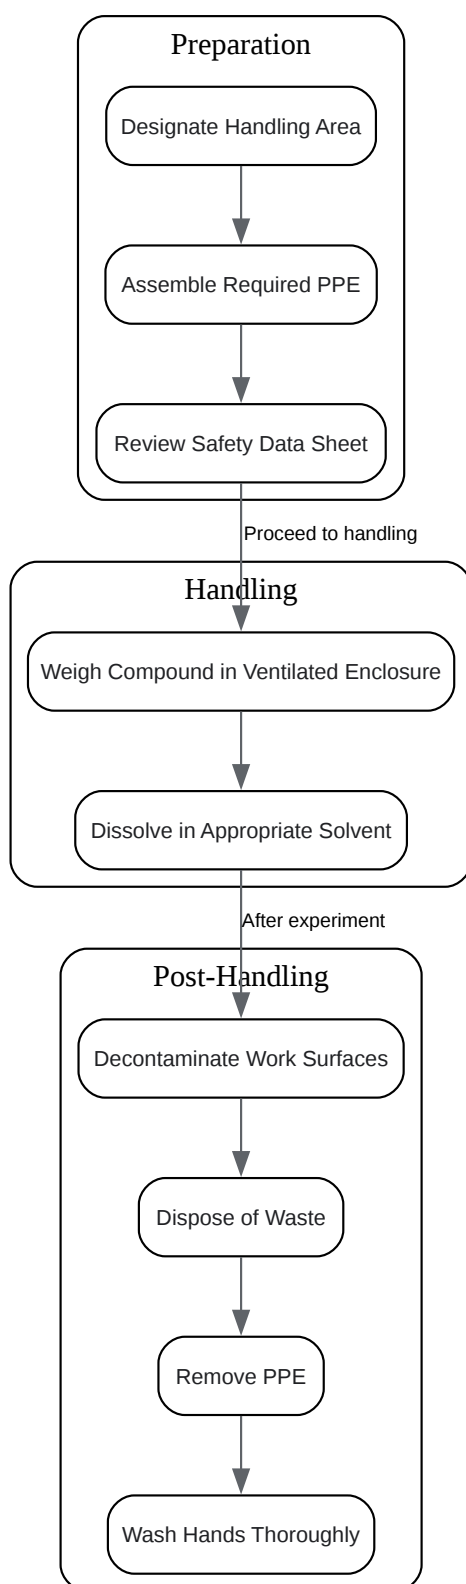 Preparation
Designate Handling Area
Assemble Required PPE
Review Safety Data Sheet
Proceed to handling
Handling
Weigh Compound in Ventilated Enclosure
Dissolve in Appropriate Solvent
After experiment
Post-Handling
Decontaminate Work Surfaces
Dispose of Waste
Remove PPE
Wash Hands Thoroughly